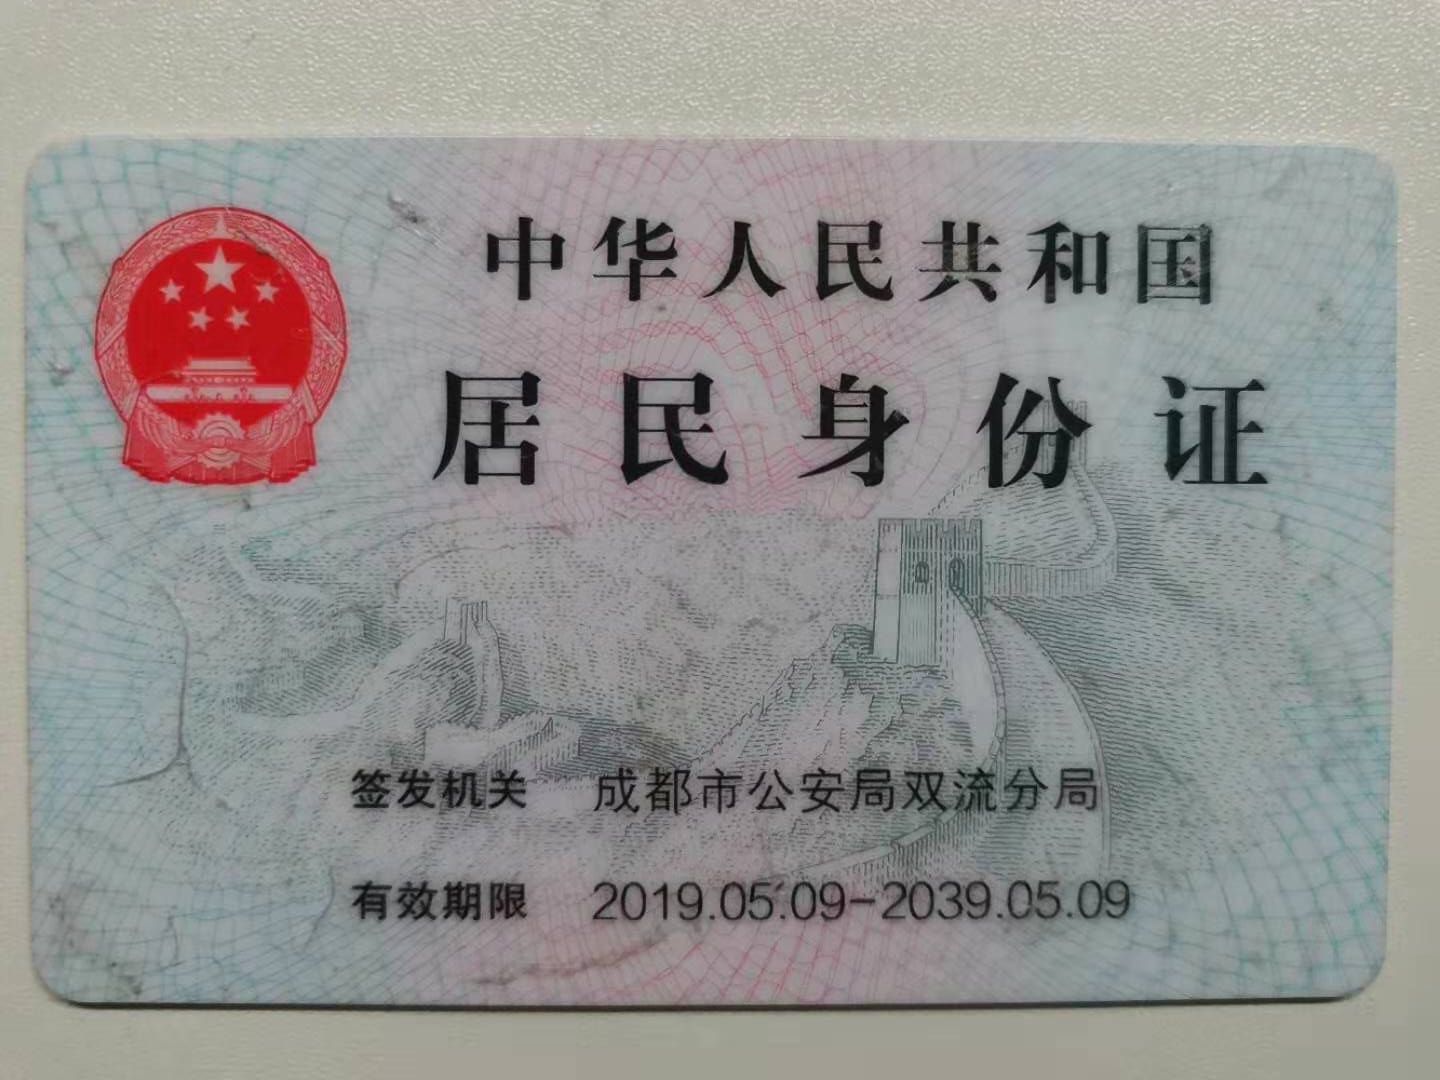 中华人民共和国
居民身份证
签发机关 成都市公安局双流分局
有效期限 2019.05.09-2039.05.09